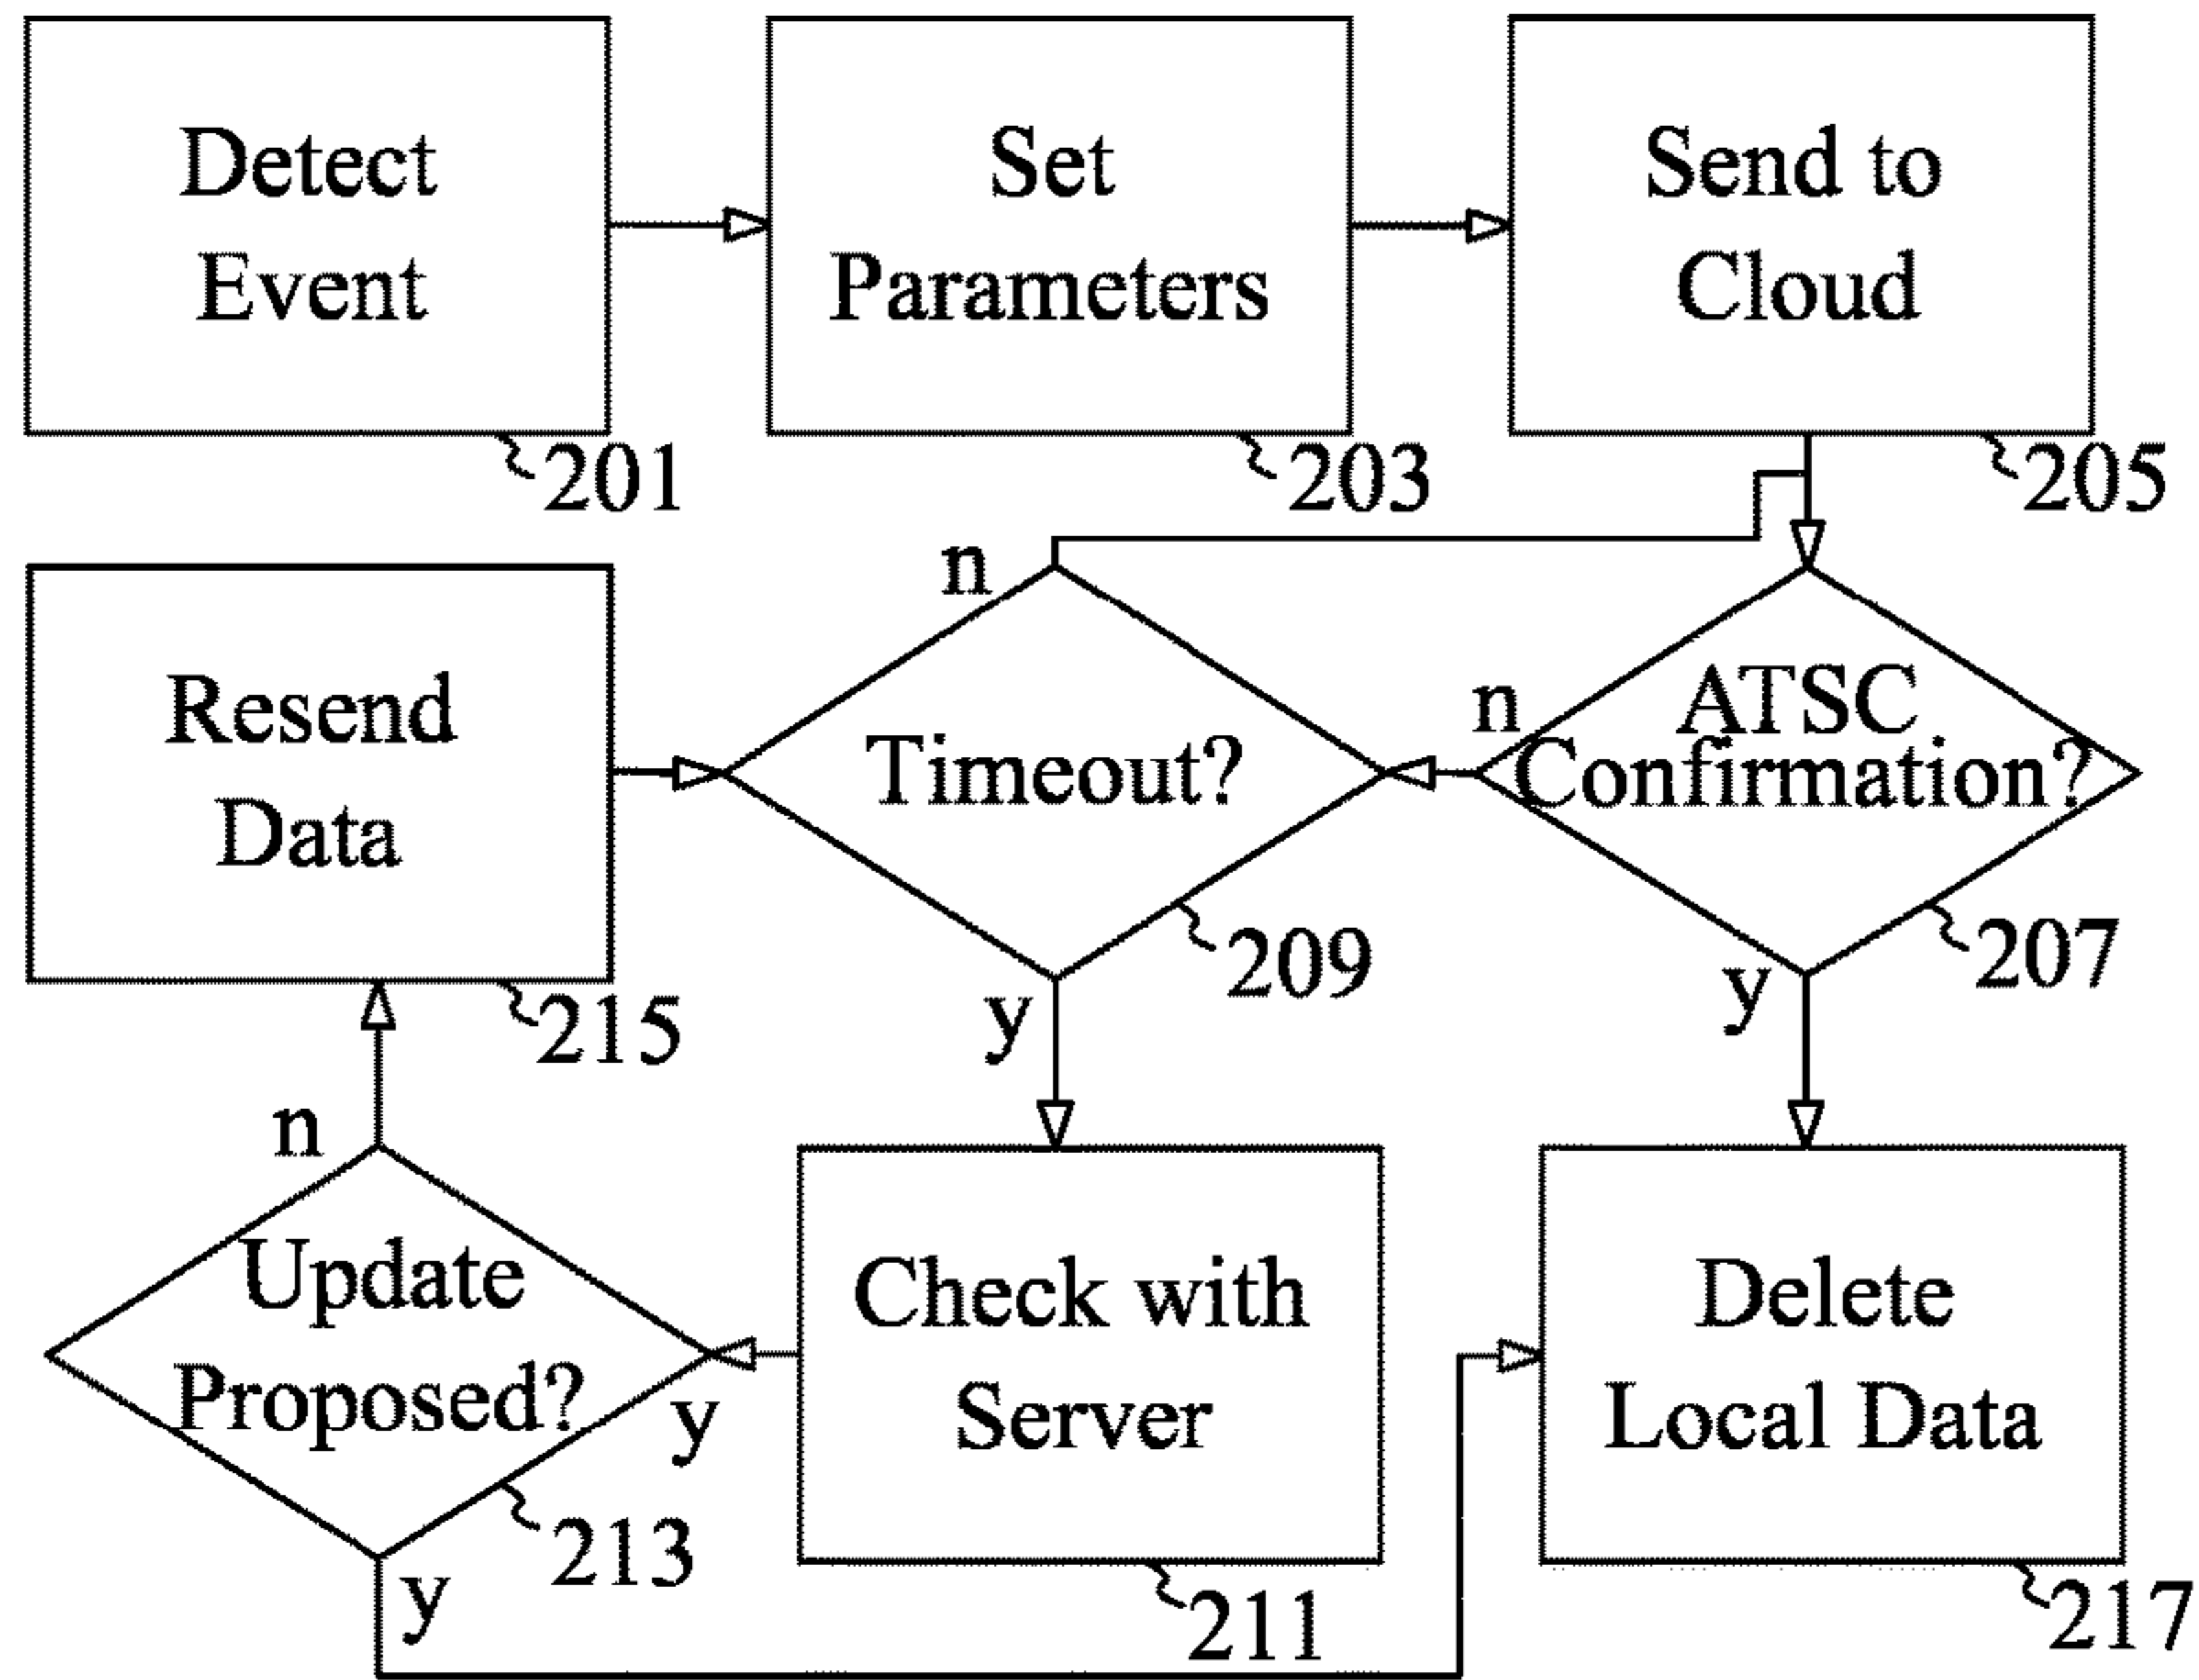 Detect
Event
201
Set
Parameters
203
Send to
Cloud
205
Resend
Data
215
n
Timeout?
209
y
n
ATSC
Confirmation?
207
y
n
Update
Proposed?
y
213
y
Check with
Server
211
Delete
Local Data
217